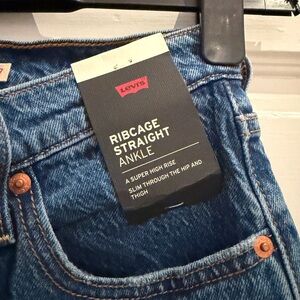 Levi's
RIBCAGE
STRAIGHT
ANKLE
A SUPER HIGH RISE
SLIM THROUGH THE HIP AND
THIGH